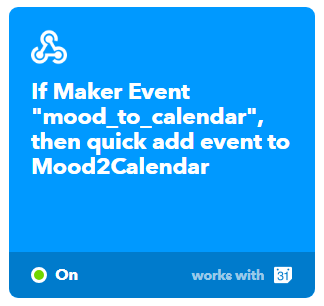 If Maker Event
"mood_to_calendar",
then quick add event to
Mood2Calendar
On
works with
31